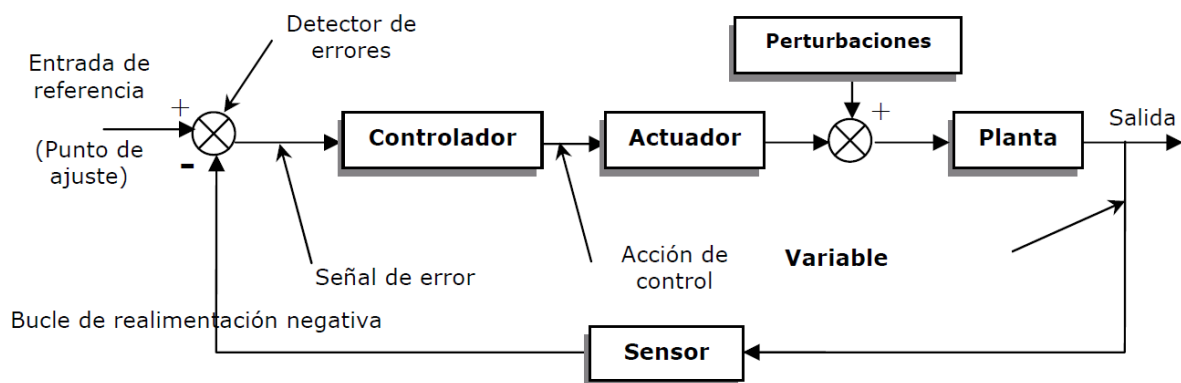 Detector de
errores
Perturbaciones
Entrada de
referencia
+
(Punto de
ajuste)
-
Controlador
Actuador
+
Planta
Salida
Señal de error
Acción de
control
Variable
Bucle de realimentación negativa
Sensor